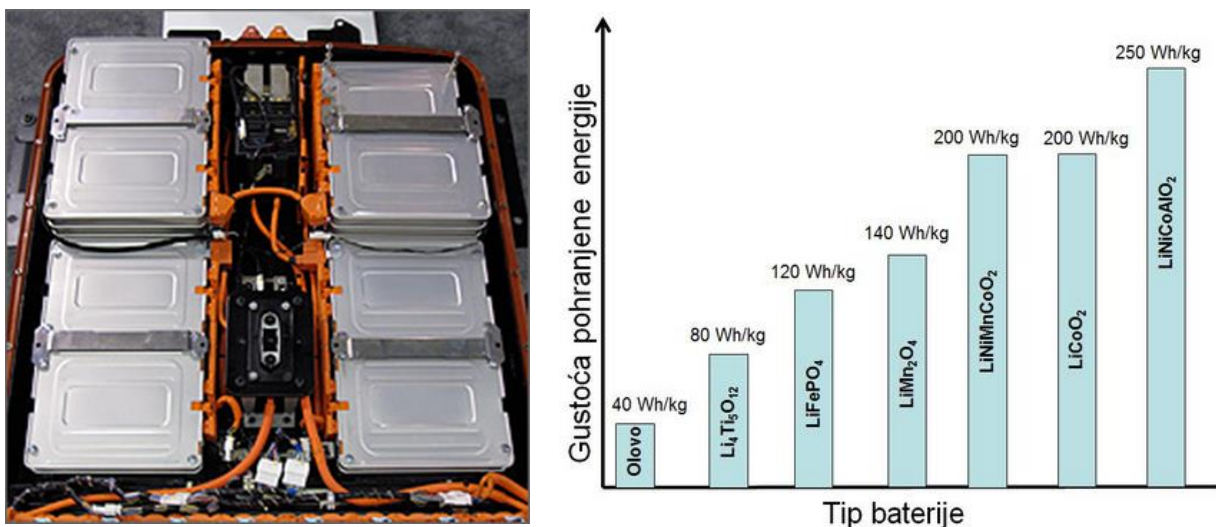 Gustoća pohranjene energije
40 Wh/kg
Olovo
80 Wh/kg
Li₄Ti₅O₁₂
120 Wh/kg
LiFePO₄
140 Wh/kg
LiMn₂O₄
200 Wh/kg
LiNiMnCoO₂
200 Wh/kg
LiCoO₂
250 Wh/kg
LiNiCoAlO₂
Tip baterije